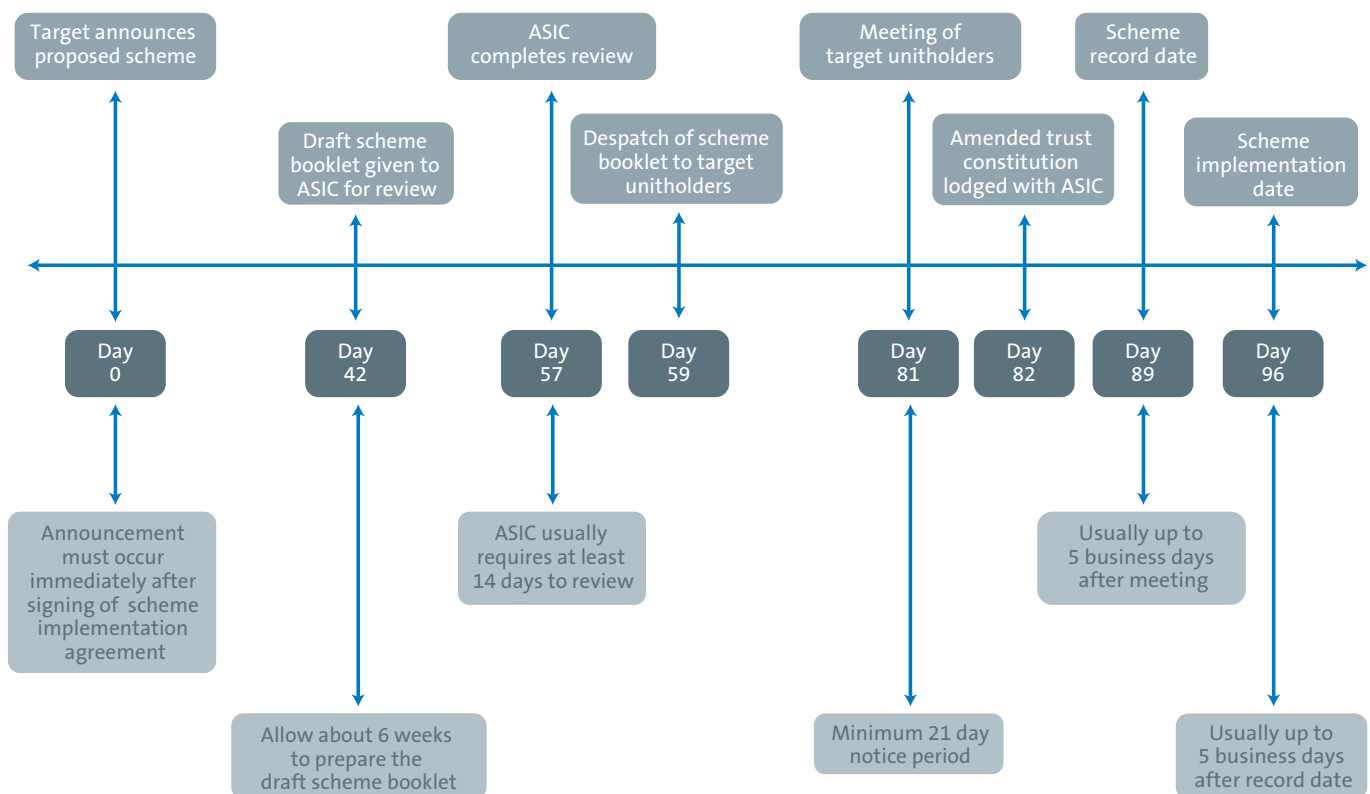 Target announces
proposed scheme
ASIC
completes review
Meeting of
target unitholders
Scheme
record date
Draft scheme
booklet given to
ASIC for review
Despatch of scheme
booklet to target
unitholders
Amended trust
constitution
lodged with ASIC
Scheme
implementation
date
Day
0
Day
42
Day
57
Day
59
Day
81
Day
82
Day
89
Day
96
Announcement
must occur
immediately after
signing of scheme
implementation
agreement
ASIC usually
requires at least
14 days to review
Usually up to
5 business days
after meeting
Allow about 6 weeks
to prepare the
draft scheme booklet
Minimum 21 day
notice period
Usually up to
5 business days
after record date